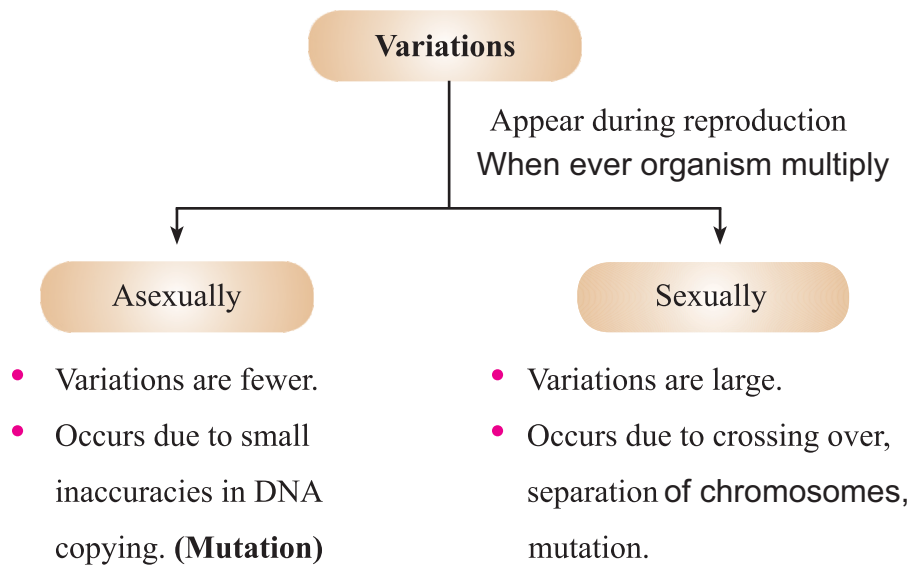 Variations
Appear during reproduction
When ever organism multiply
Asexually
• Variations are fewer.
• Occurs due to small
inaccuracies in DNA
copying. (Mutation)
Sexually
• Variations are large.
• Occurs due to crossing over,
separation of chromosomes,
mutation.